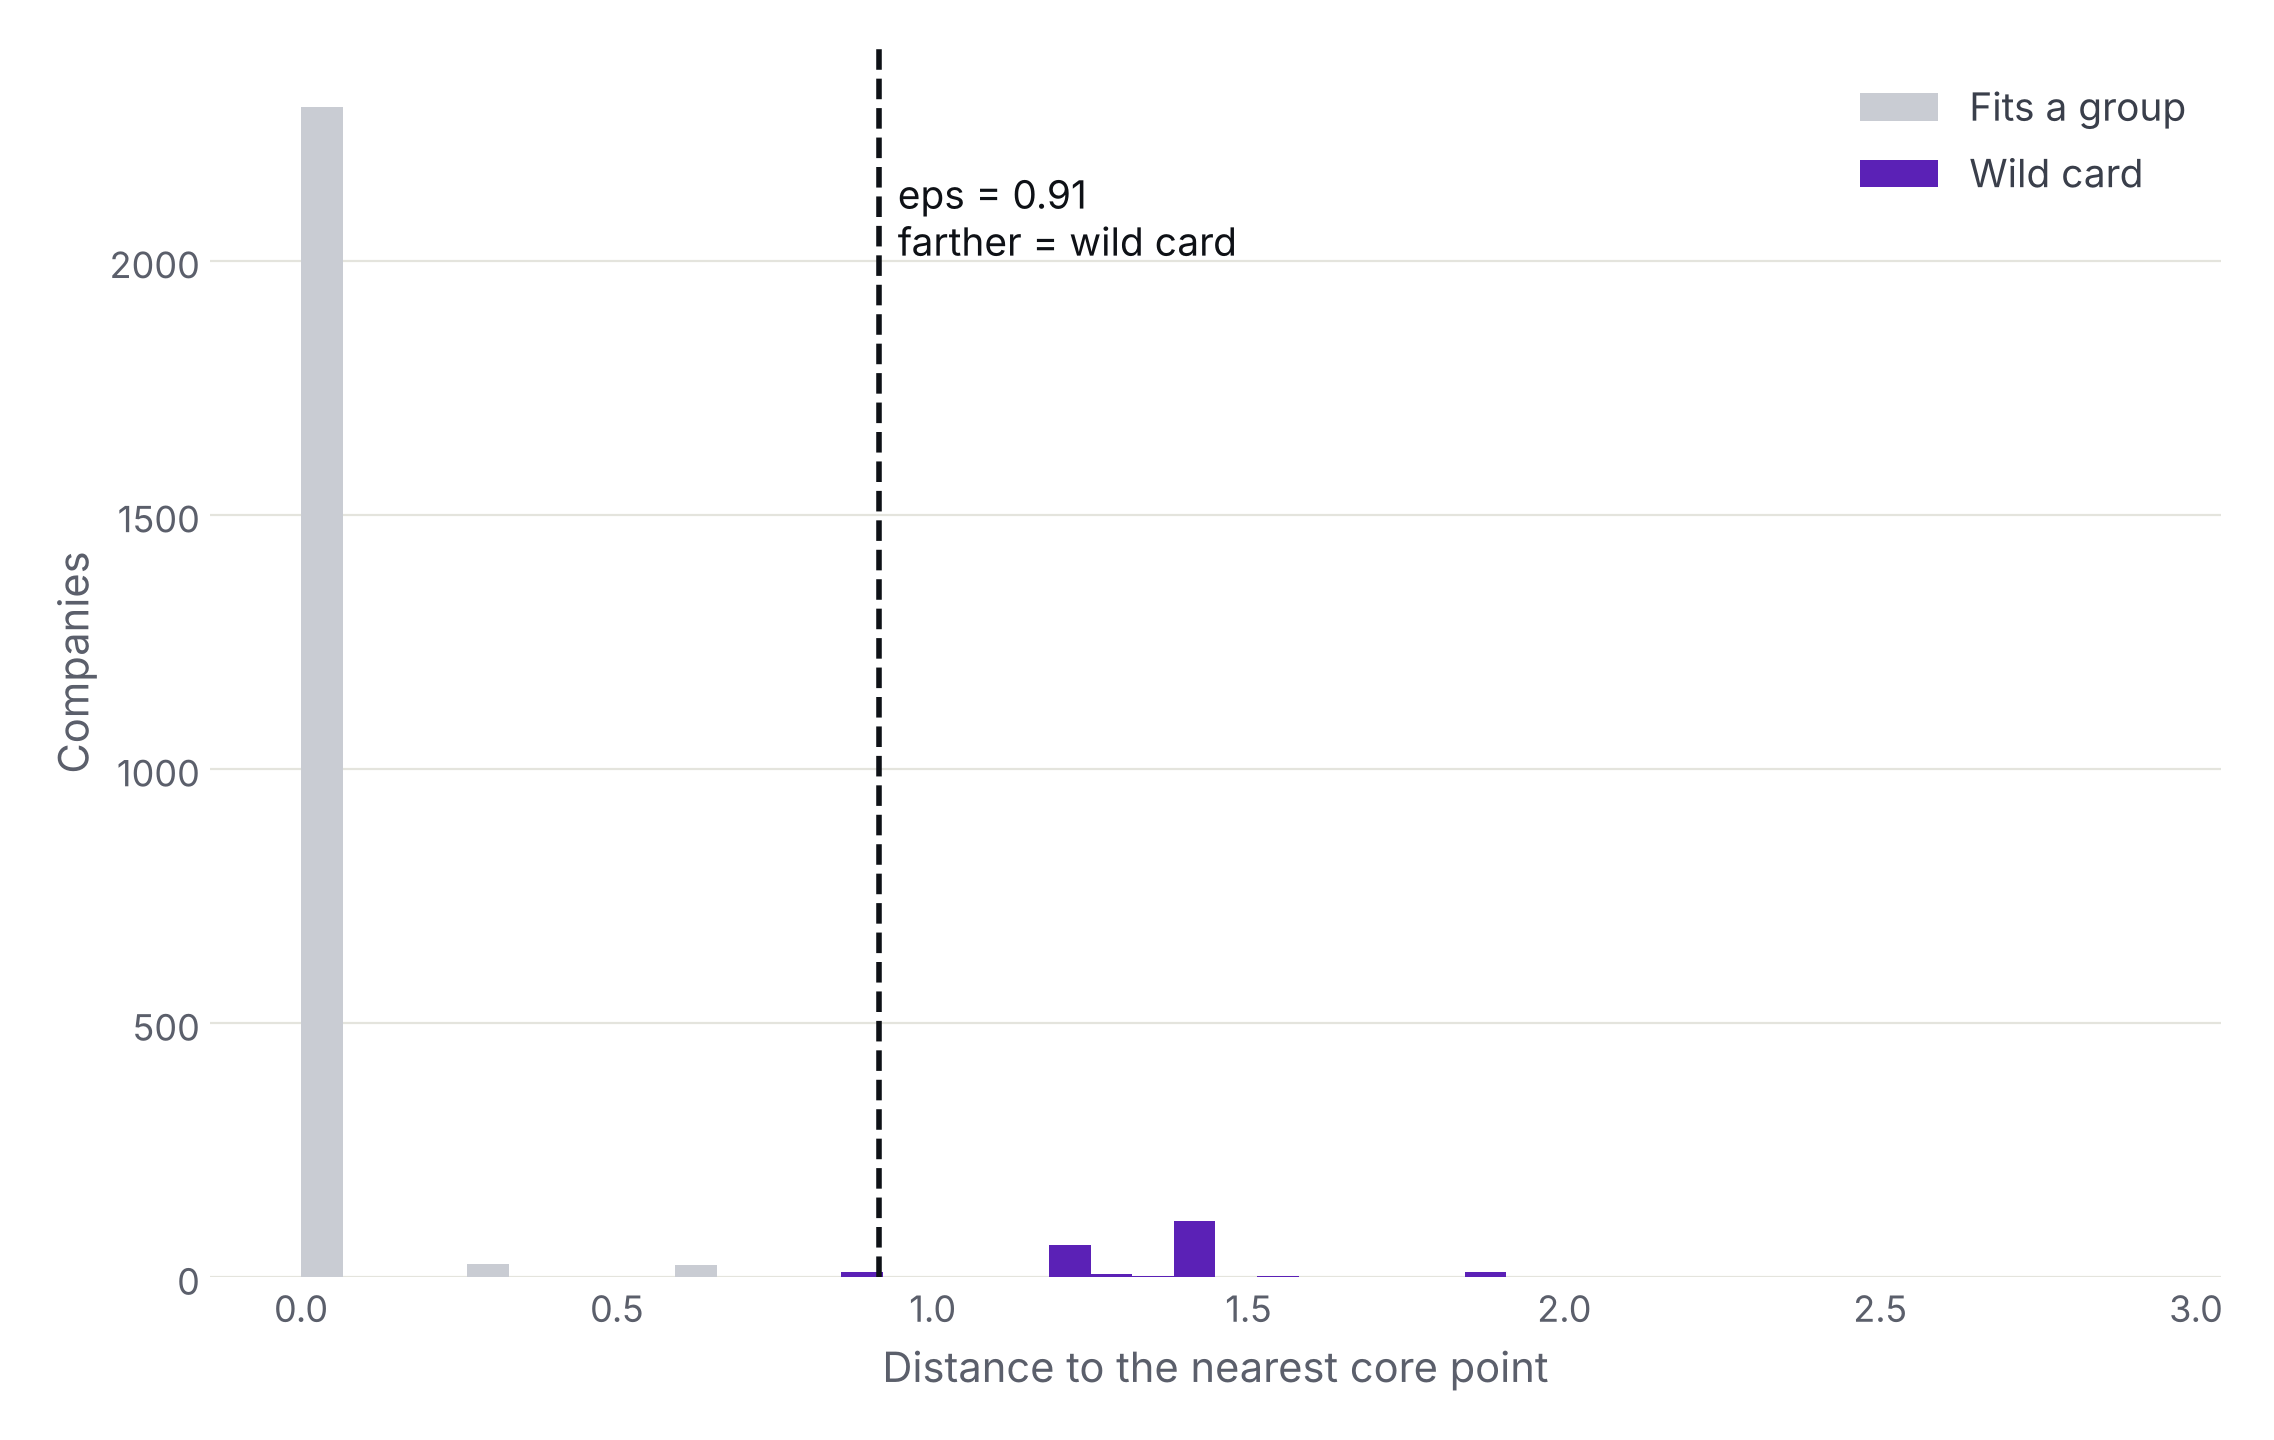 Fits a group
Wild card
eps = 0.91
farther = wild card
2000
1500
1000
500
0
Companies
0.0 0.5 1.0 1.5 2.0 2.5 3.0
Distance to the nearest core point